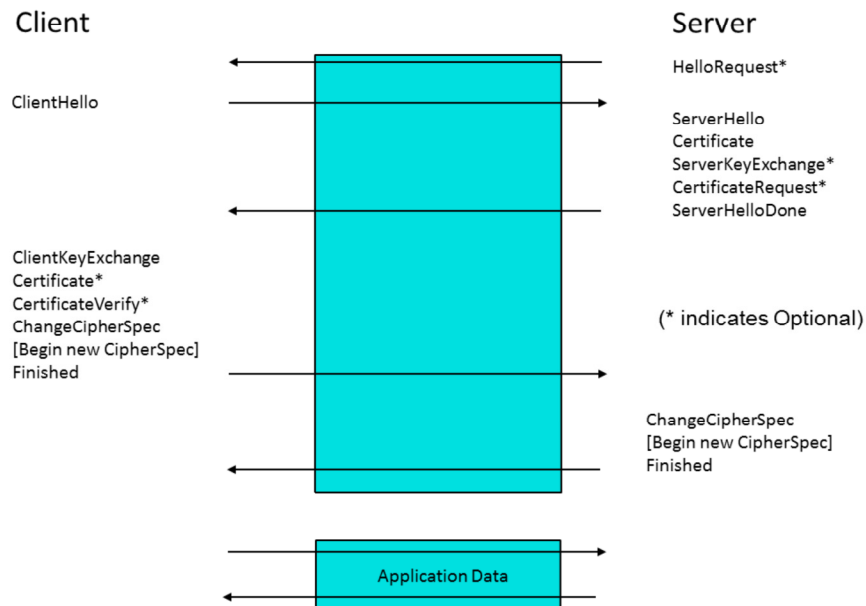 Client
Server
HelloRequest*
ClientHello
ServerHello
Certificate
ServerKeyExchange*
CertificateRequest*
ServerHelloDone
ClientKeyExchange
Certificate*
CertificateVerify*
ChangeCipherSpec
[Begin new CipherSpec]
Finished
(* indicates Optional)
ChangeCipherSpec
[Begin new CipherSpec]
Finished
Application Data